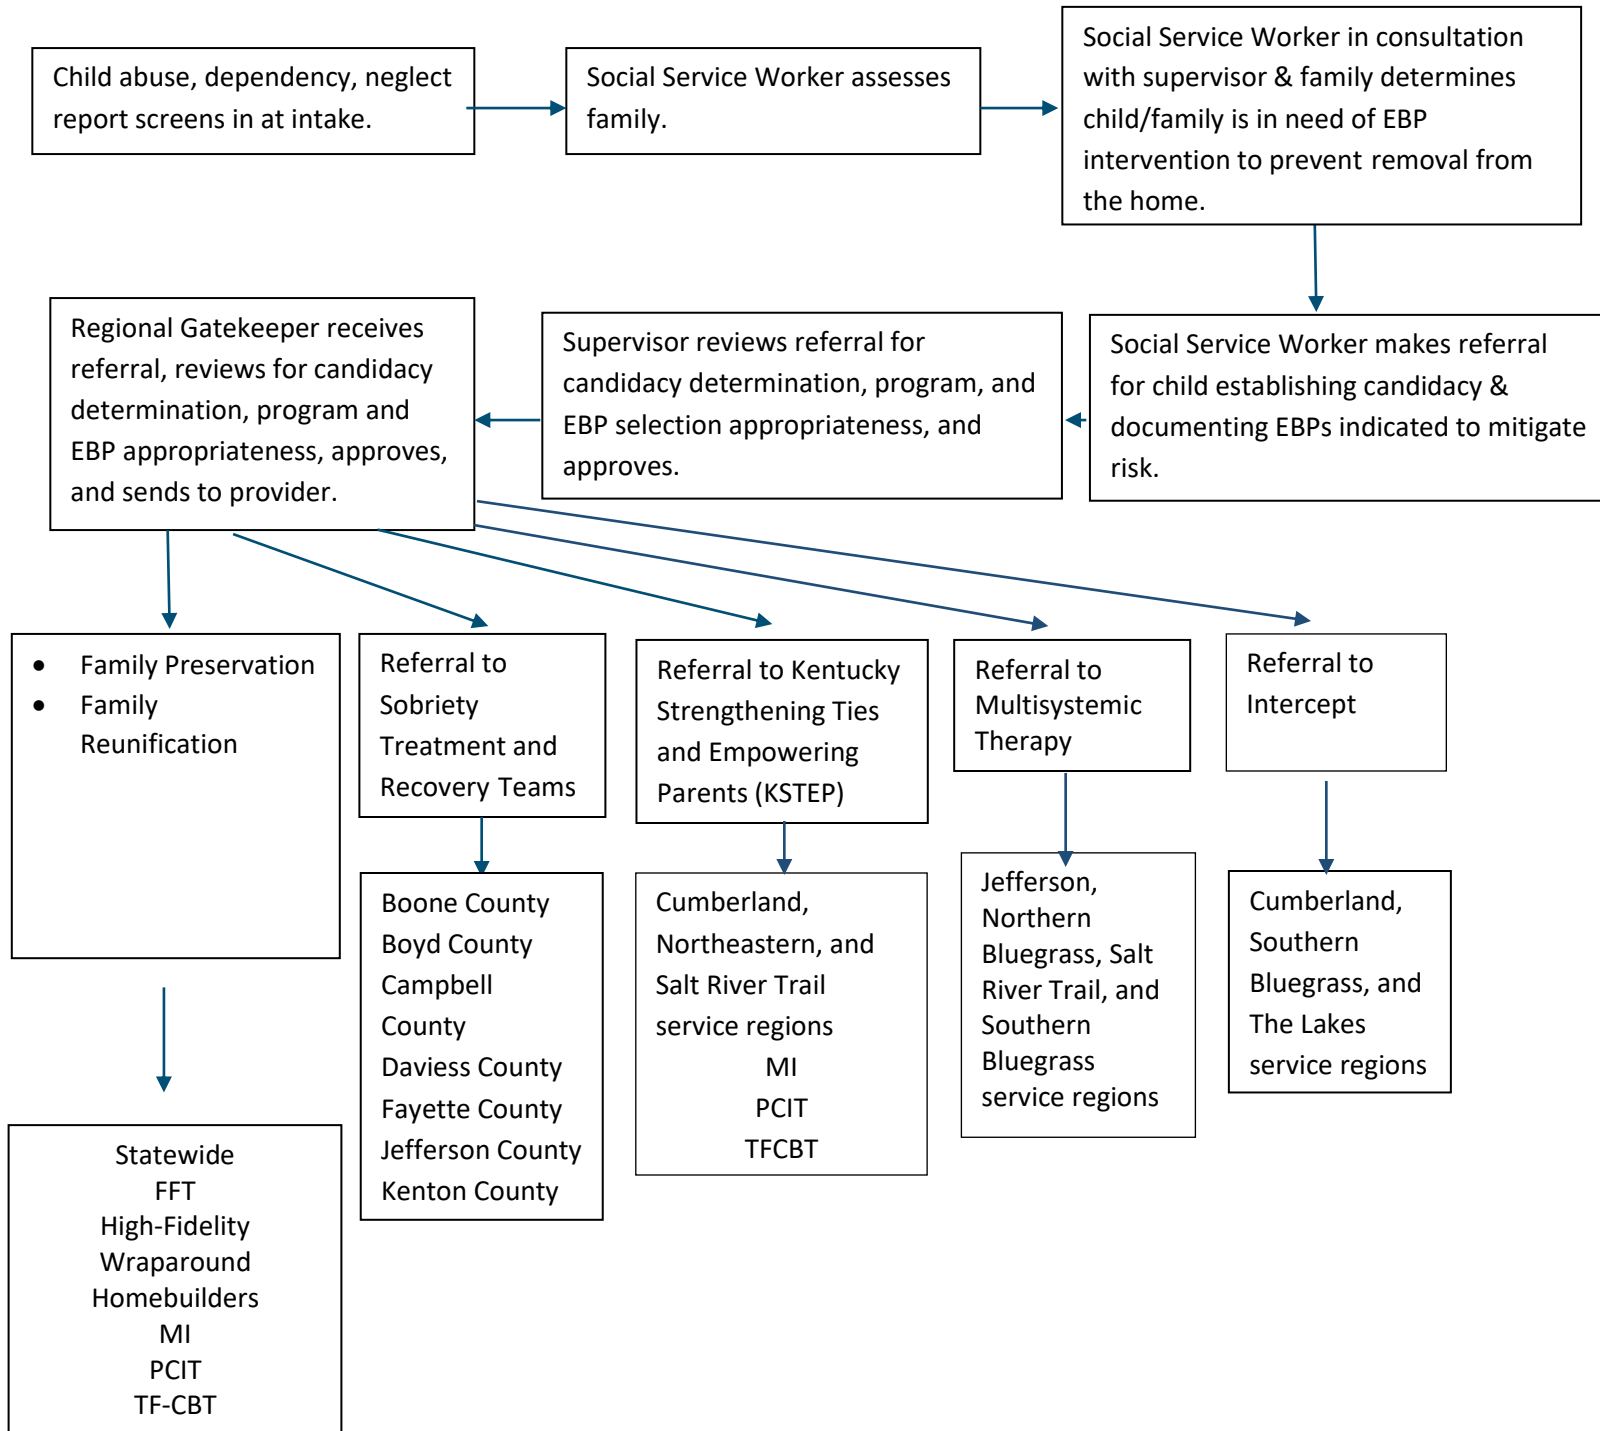 Child abuse, dependency, neglect
report screens in at intake.
Social Service Worker assesses
family.
Social Service Worker in consultation
with supervisor & family determines
child/family is in need of EBP
intervention to prevent removal from
the home.
Social Service Worker makes referral
for child establishing candidacy &
documenting EBPs indicated to mitigate
risk.
Supervisor reviews referral for
candidacy determination, program, and
EBP selection appropriateness, and
approves.
Regional Gatekeeper receives
referral, reviews for candidacy
determination, program and
EBP appropriateness, approves,
and sends to provider.
• Family Preservation
• Family
Reunification
Referral to
Sobriety
Treatment and
Recovery Teams
Referral to Kentucky
Strengthening Ties
and Empowering
Parents (KSTEP)
Referral to
Multisystemic
Therapy
Referral to
Intercept
Statewide
FFT
High-Fidelity
Wraparound
Homebuilders
MI
PCIT
TF-CBT
Boone County
Boyd County
Campbell
County
Daviess County
Fayette County
Jefferson County
Kenton County
Cumberland,
Northeastern, and
Salt River Trail
service regions
MI
PCIT
TFCBT
Jefferson,
Northern
Bluegrass, Salt
River Trail, and
Southern
Bluegrass
service regions
Cumberland,
Southern
Bluegrass, and
The Lakes
service regions